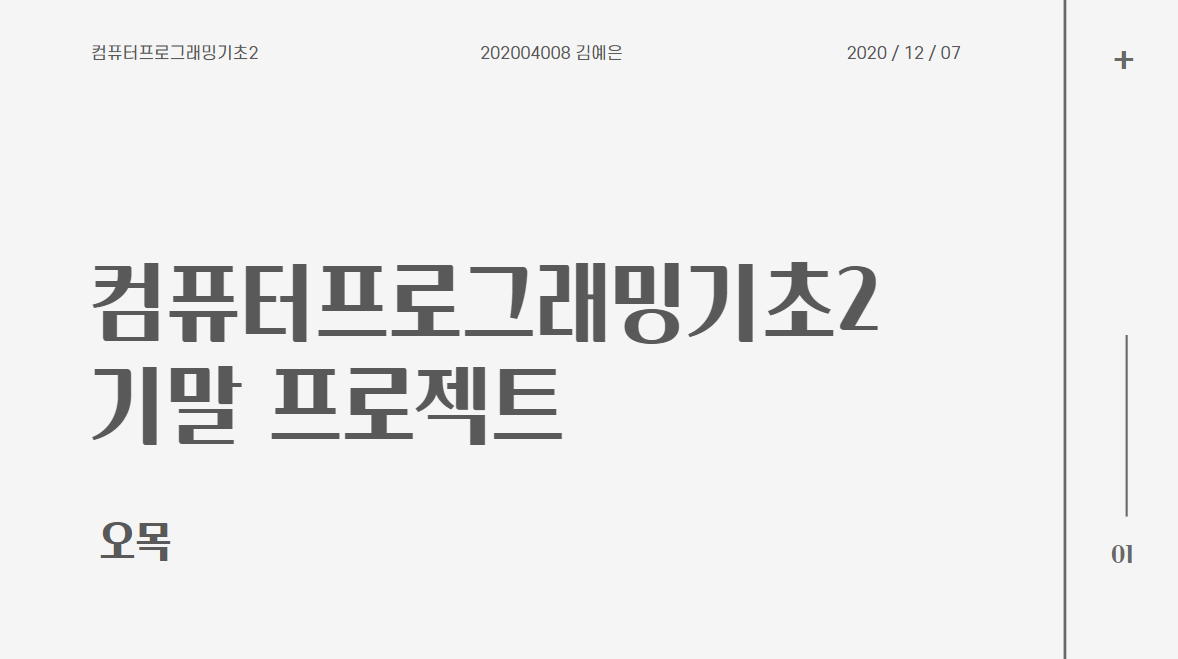 컴퓨터프로그래밍기초2
202004008 김예은
2020 / 12 / 07
+
컴퓨터프로그래밍기초2
기말 프로젝트
오목
01